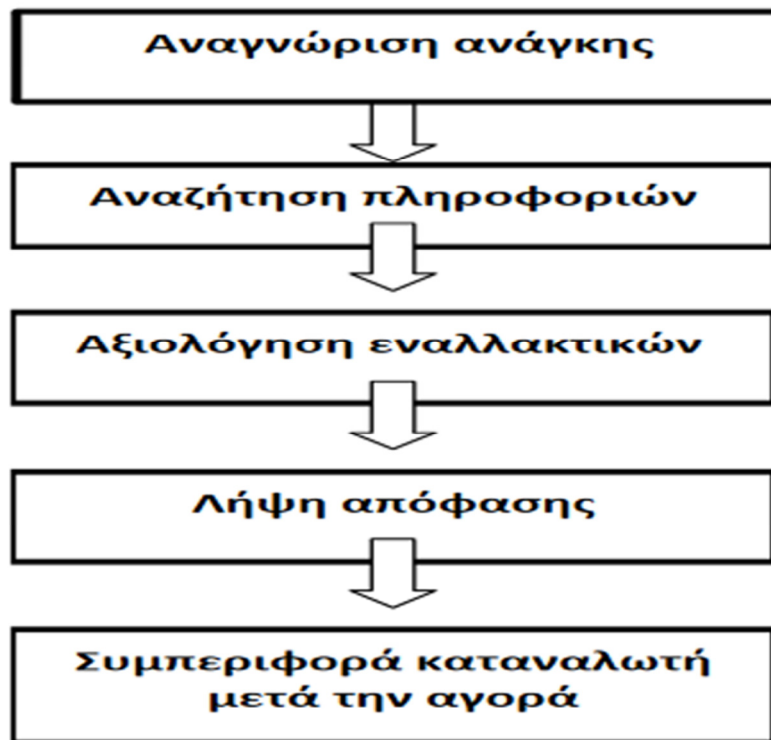 Αναγνώριση ανάγκης
Αναζήτηση πληροφοριών
Αξιολόγηση εναλλακτικών
Λήψη απόφασης
Συμπεριφορά καταναλωτή
μετά την αγορά